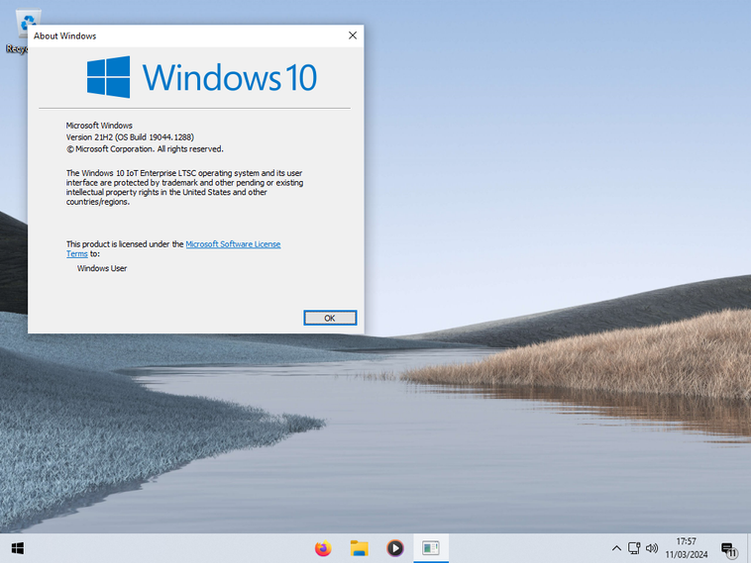 Recyc
About Windows
Windows 10
Microsoft Windows
Version 21H2 (OS Build 19044.1288)
© Microsoft Corporation. All rights reserved.
The Windows 10 IoT Enterprise LTSC operating system and its user
interface are protected by trademark and other pending or existing
intellectual property rights in the United States and other
countries/regions.
This product is licensed under the Microsoft Software License
Terms to:
Windows User
OK
17:57
11/03/2024
11